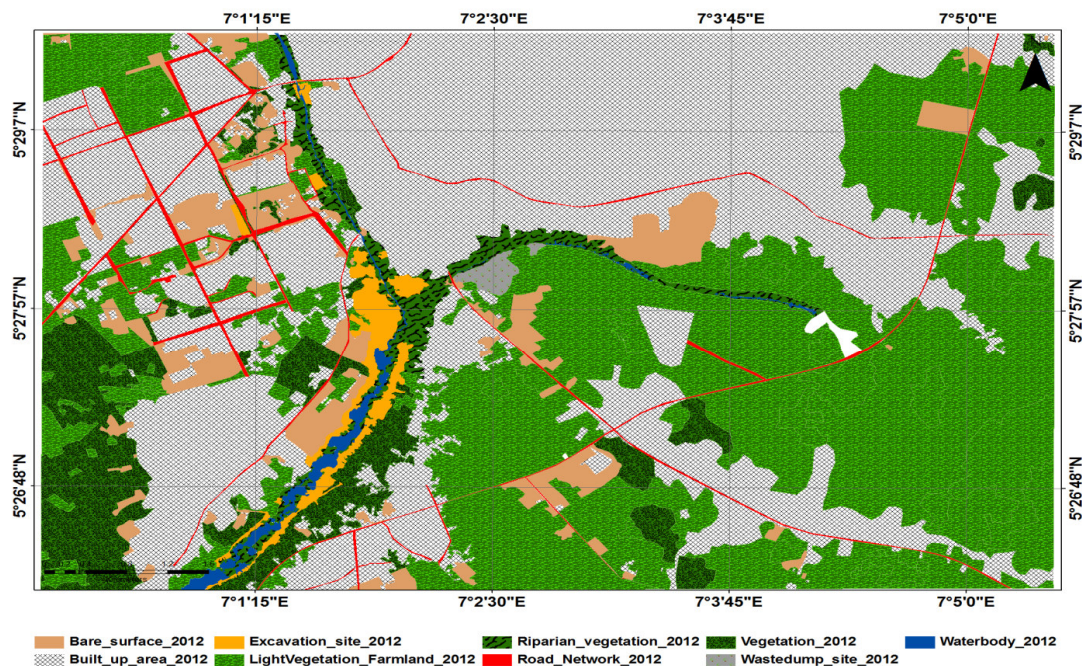 7°1'15"E 7°2'30"E 7°3'45"E 7°5'0"E
5°29'7"N 5°29'7"N
5°27'57"N 5°27'57"N
5°26'48"N 5°26'48"N
7°1'15"E 7°2'30"E 7°3'45"E 7°5'0"E
Bare_surface_2012 Excavation_site_2012 Riparian_vegetation_2012 Vegetation_2012 Waterbody_2012
Built_up_area_2012 LightVegetation_Farmland_2012 Road_Network_2012 Wastedump_site_2012